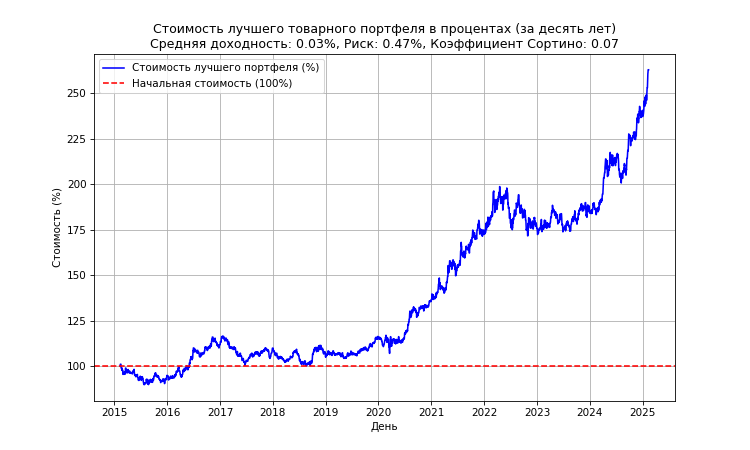 Стоимость лучшего товарного портфеля в процентах (за десять лет)
Средняя доходность: 0.03%, Риск: 0.47%, Коэффициент Сортино: 0.07
Стоимость лучшего портфеля (%)
Начальная стоимость (100%)
Стоимость (%)
250
225
200
175
150
125
100
2015 2016 2017 2018 2019 2020 2021 2022 2023 2024 2025
День